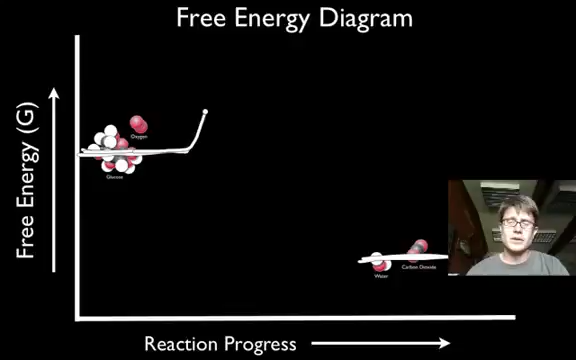 Free Energy Diagram
Free Energy (G)
Oxygen
Glucose
Water
Carbon Dioxide
Reaction Progress